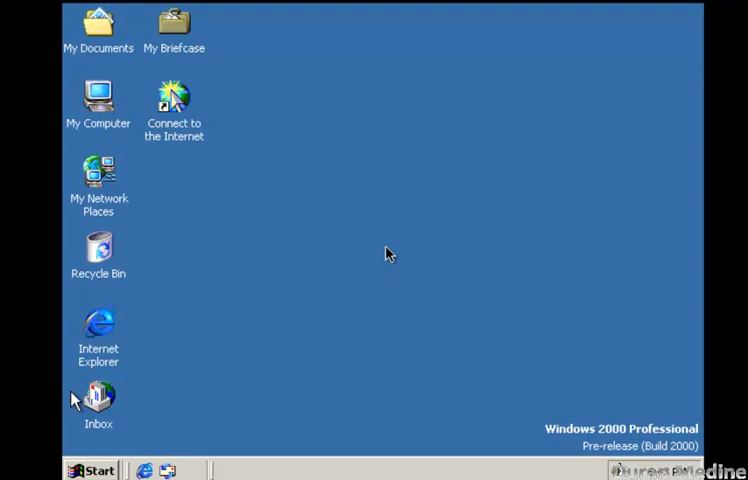 My Documents
My Briefcase
My Computer
Connect to
the Internet
My Network
Places
Recycle Bin
Internet
Explorer
Inbox
Windows 2000 Professional
Pre-release (Build 2000)
Start